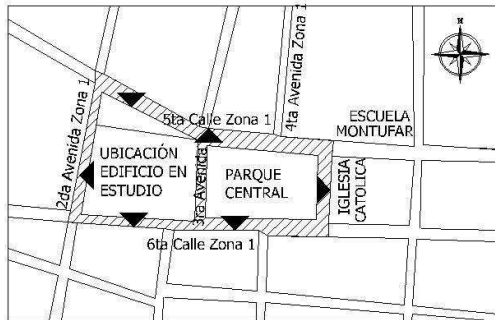 N
5ta Calle Zona 1
4ta Avenida Zona 1
ESCUELA
MONTUFAR
2da Avenida Zona 1
UBICACIÓN
EDIFICIO EN
ESTUDIO
3ra Avenida
PARQUE
CENTRAL
IGLESIA
CATOLICA
6ta Calle Zona 1